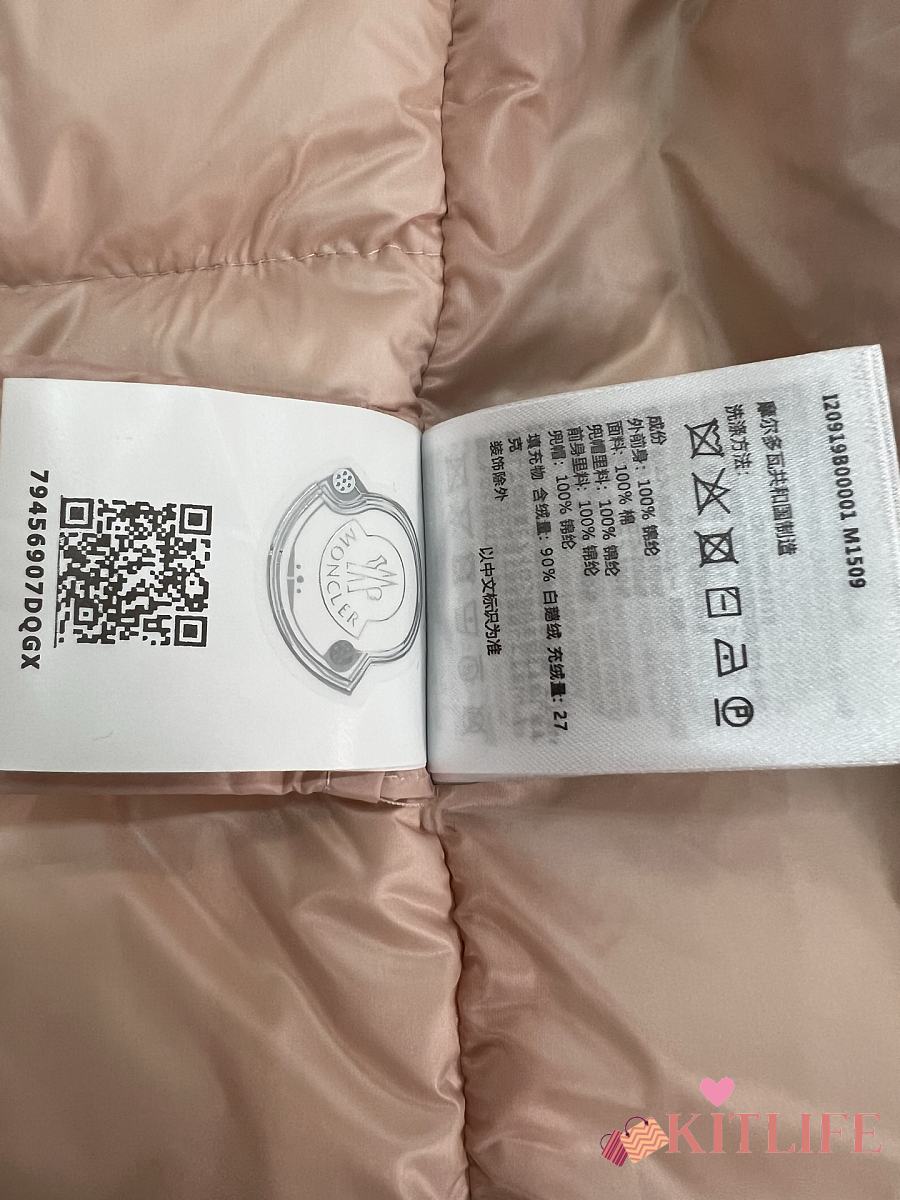 79456907DQGX
MONCLER
I20919B00001 M1509
摩尔多瓦共和国制造
洗涤方法:
P
成份
外前身: 100% 锦纶
面料: 100% 棉
兜帽里料: 100% 锦纶
前身里料: 100% 锦纶
兜帽: 100% 锦纶
填充物 含绒量: 90% 白鹅绒 充绒量: 27
克
装饰除外 以中文标识为准
KITLIFE